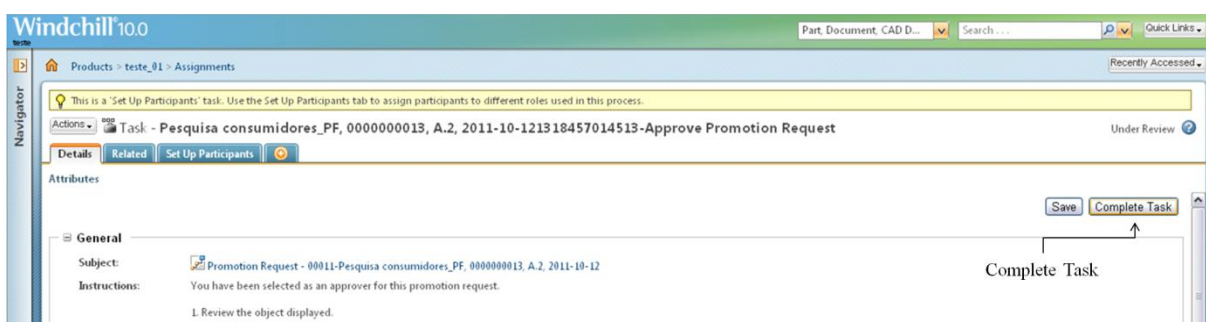 Windchill 10.0
teste
Part, Document, CAD D...
Search . . .
Quick Links
Products > teste_01 > Assignments
Recently Accessed
Navigator
This is a 'Set Up Participants' task. Use the Set Up Participants tab to assign participants to different roles used in this process.
Actions
Task - Pesquisa consumidores_PF, 0000000013, A.2, 2011-10-121318457014513-Approve Promotion Request
Under Review
Details Related Set Up Participants
Attributes
Save Complete Task
General
Complete Task
Subject: Promotion Request - 00011-Pesquisa consumidores_PF, 0000000013, A.2, 2011-10-12
Instructions: You have been selected as an approver for this promotion request.
1. Review the object displayed.